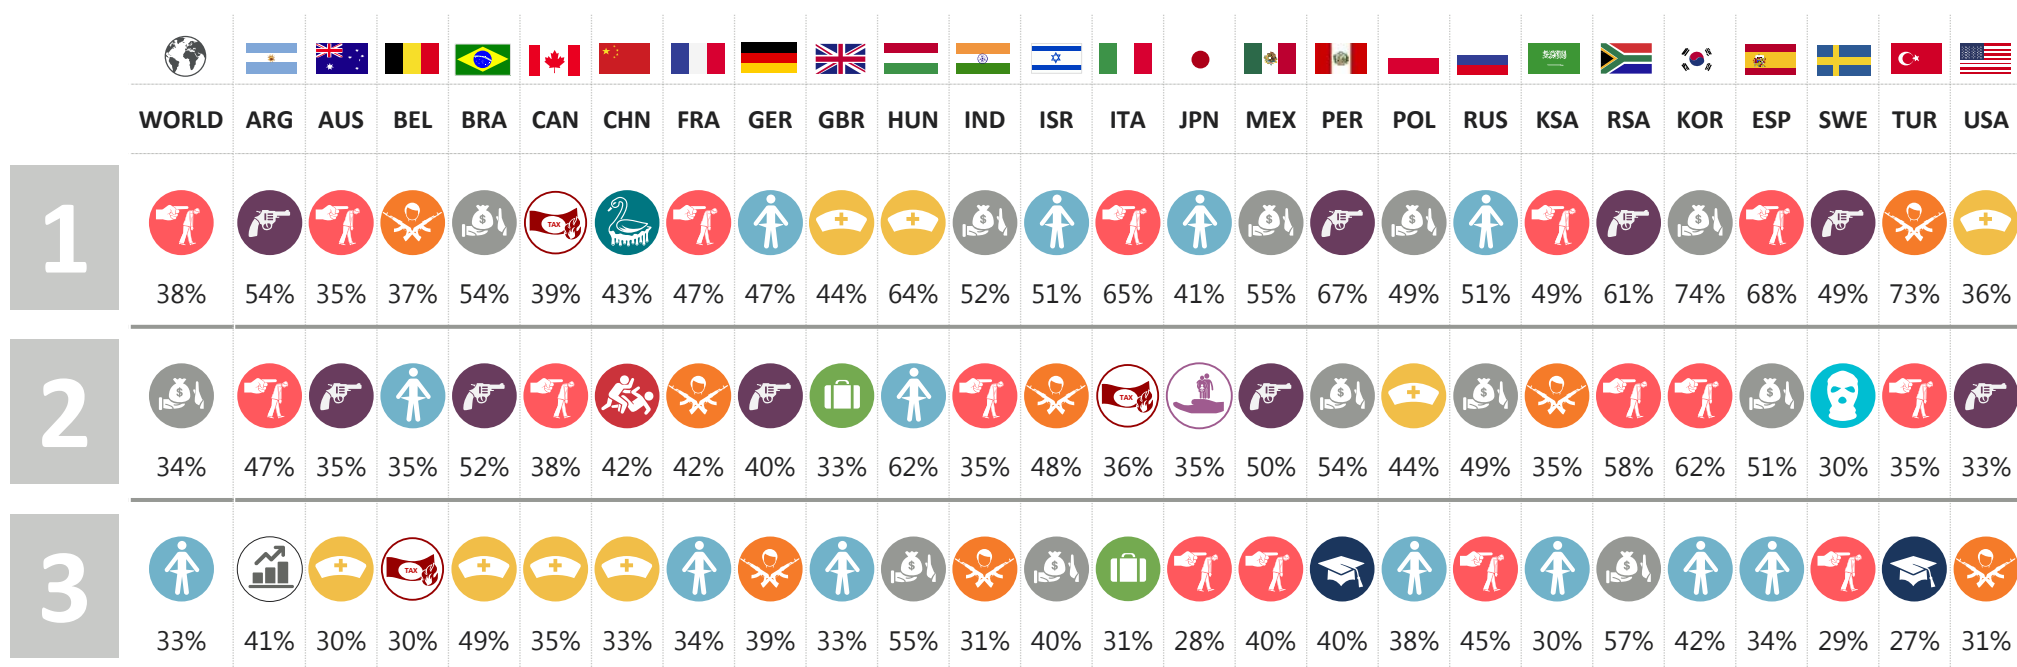 WORLD ARG AUS BEL BRA CAN CHN FRA GER GBR HUN IND ISR ITA JPN MEX PER POL RUS KSA RSA KOR ESP SWE TUR USA
1
TAX
38% 54% 35% 37% 54% 39% 43% 47% 47% 44% 64% 52% 51% 65% 41% 55% 67% 49% 51% 49% 61% 74% 68% 49% 73% 36%
2
TAX
34% 47% 35% 35% 52% 38% 42% 42% 40% 33% 62% 35% 48% 36% 35% 50% 54% 44% 49% 35% 58% 62% 51% 30% 35% 33%
3
TAX
33% 41% 30% 30% 49% 35% 33% 34% 39% 33% 55% 31% 40% 31% 28% 40% 40% 38% 45% 30% 57% 42% 34% 29% 27% 31%